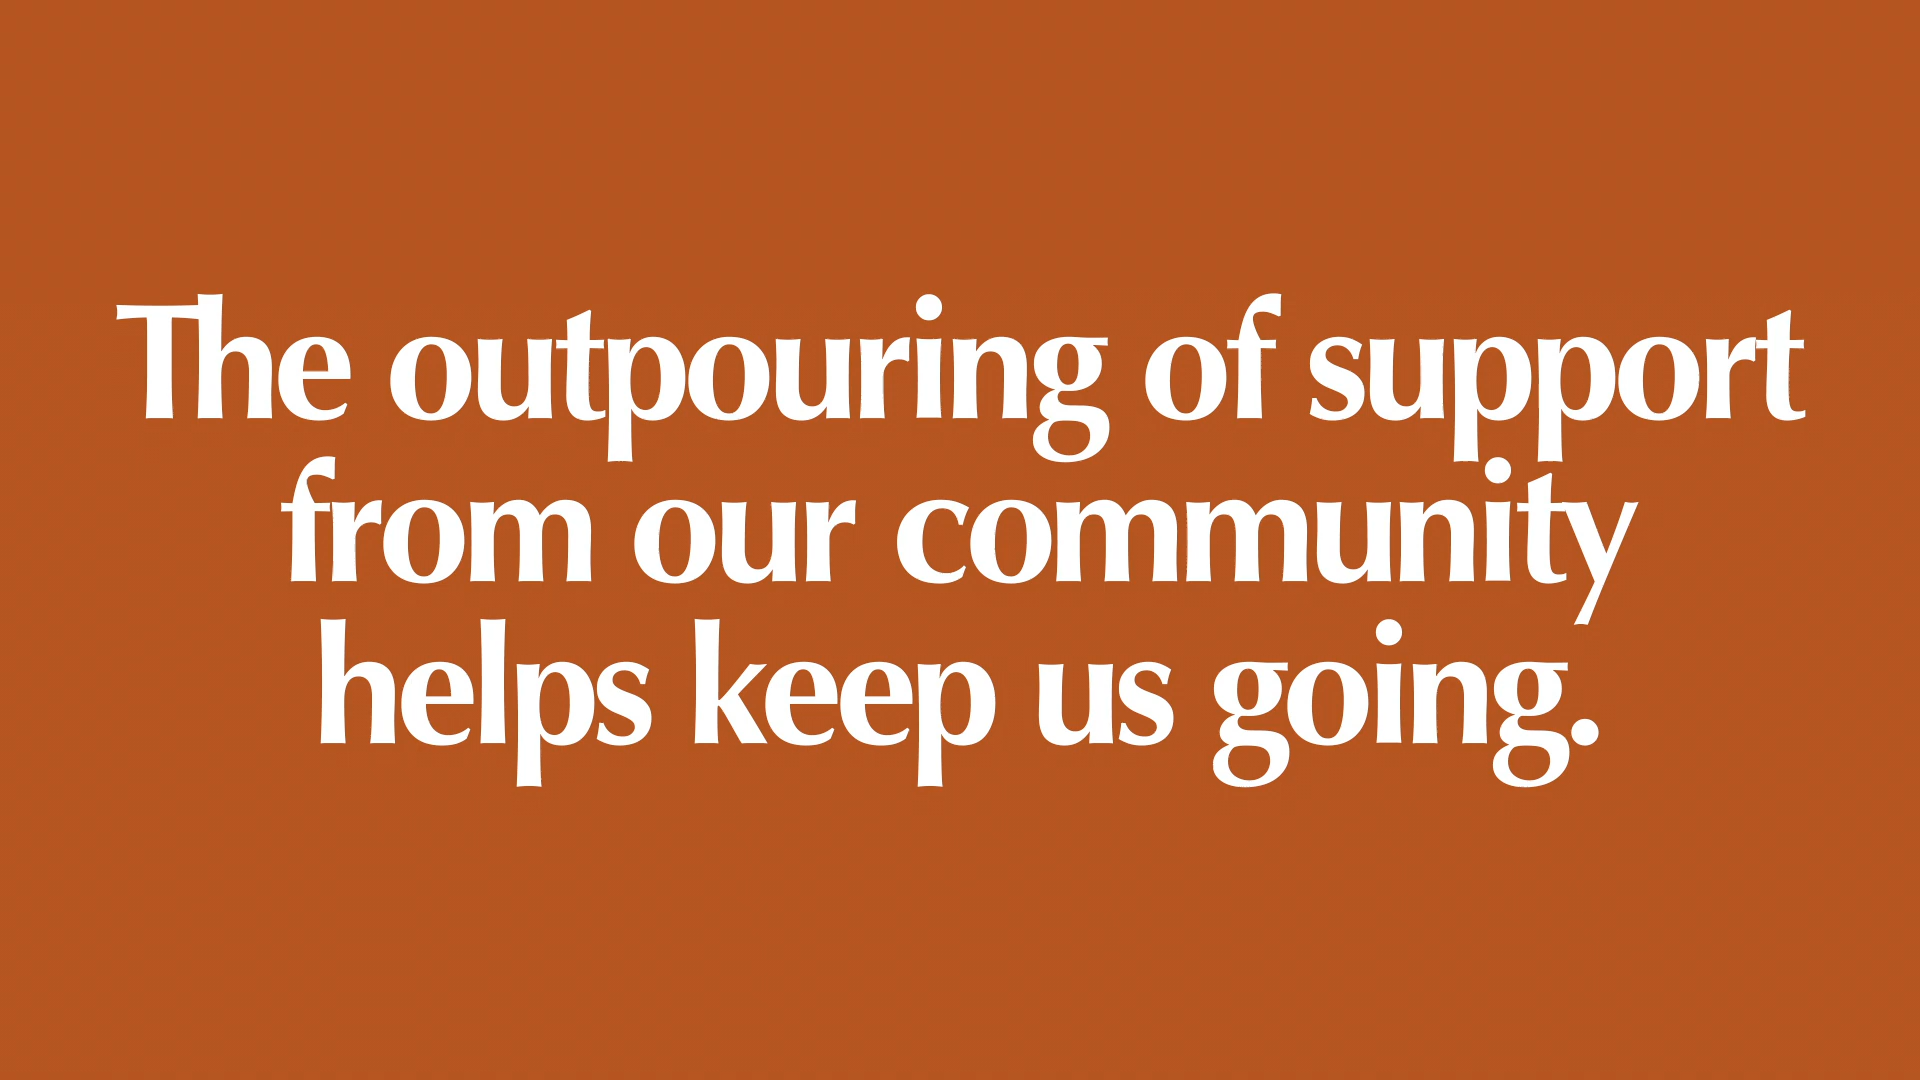 The outpouring of support
from our community
helps keep us going.